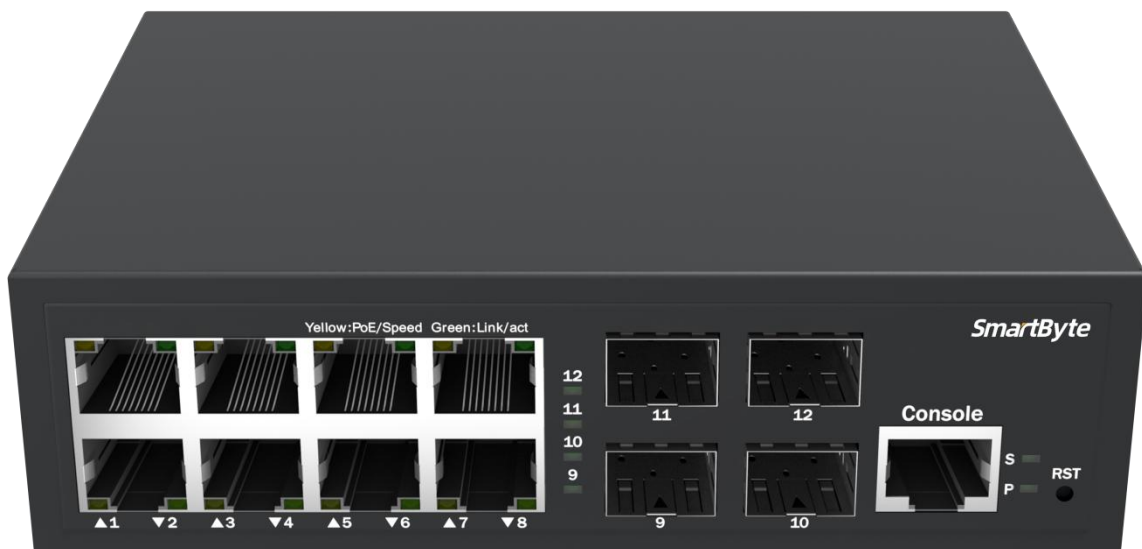 Yellow:PoE/Speed Green:Link/act
SmartByte
12
11
10
9
11
12
9
10
Console
S
P
RST
▲1 ▼2 ▲3 ▼4 ▲5 ▼6 ▲7 ▼8